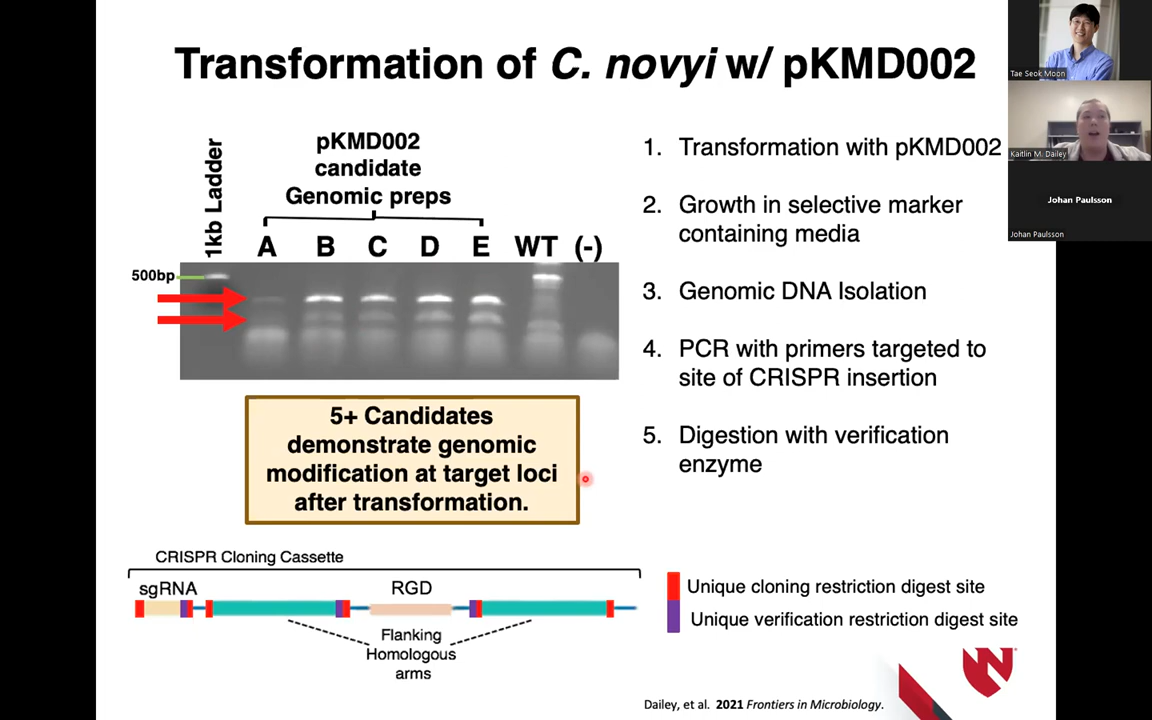 Transformation of C. novyi w/ pKMD002
1kb Ladder
pKMD002
candidate
Genomic preps
A B C D E WT (-)
500bp
5+ Candidates
demonstrate genomic
modification at target loci
after transformation.
1. Transformation with pKMD002
2. Growth in selective marker
containing media
3. Genomic DNA Isolation
4. PCR with primers targeted to
site of CRISPR insertion
5. Digestion with verification
enzyme
CRISPR Cloning Cassette
sgRNA
RGD
Flanking
Homologous
arms
Unique cloning restriction digest site
Unique verification restriction digest site
N
Dailey, et al. 2021 Frontiers in Microbiology.
Tae Seok Moon
Kaitlin M. Dailey
Johan Paulsson
Johan Paulsson